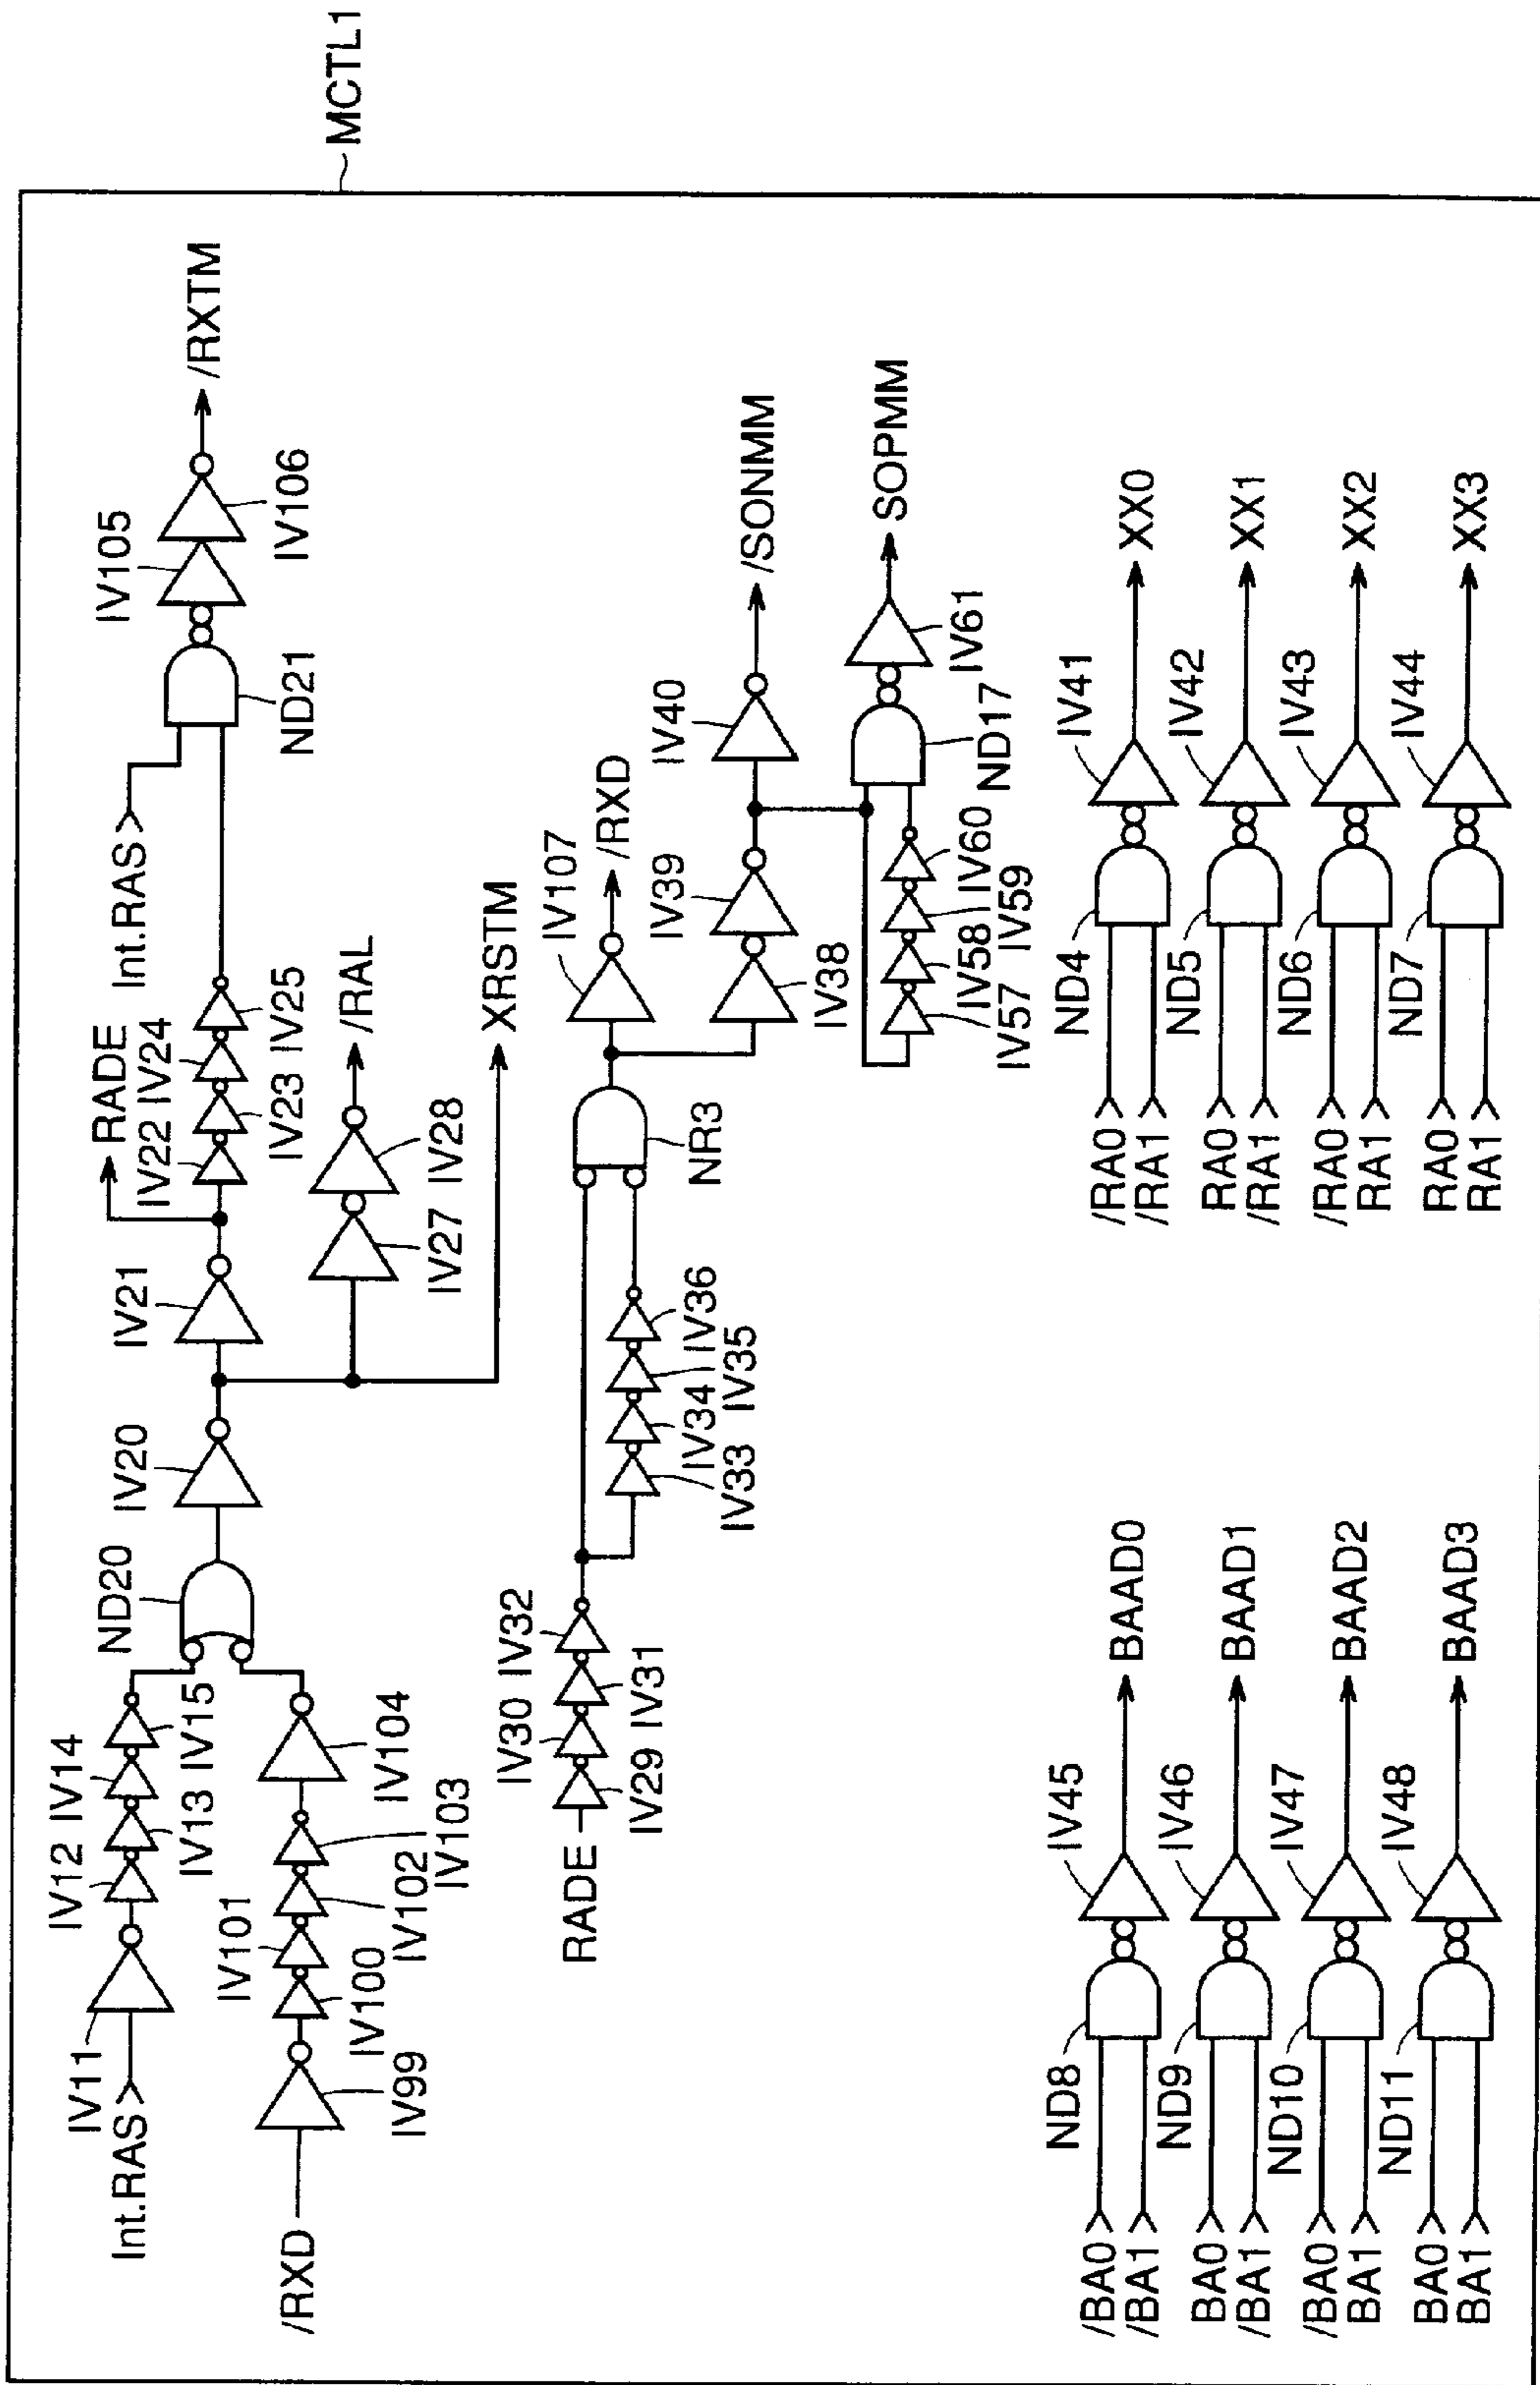 MCTL1
Int.RAS
IV11
IV12
IV13
IV14
IV15
/RXD
IV99
IV100
IV101
IV102
IV103
IV104
ND20
IV20
IV21
RADE
IV22
IV23
IV24
IV25
Int.RAS
ND21
IV105
IV106
/RXTM
IV27
IV28
/RAL
XRSTM
RADE
IV29
IV30
IV31
IV32
IV33
IV34
IV35
IV36
NR3
IV107
/RXD
IV38
IV39
IV40
/SONMM
IV57
IV58
IV59
IV60
ND17
IV61
SOPMM
/BA0
/BA1
ND8
IV45
BAAD0
BA0
/BA1
ND9
IV46
BAAD1
/BA0
BA1
ND10
IV47
BAAD2
BA0
BA1
ND11
IV48
BAAD3
/RA0
/RA1
ND4
IV41
XX0
RA0
/RA1
ND5
IV42
XX1
/RA0
RA1
ND6
IV43
XX2
RA0
RA1
ND7
IV44
XX3